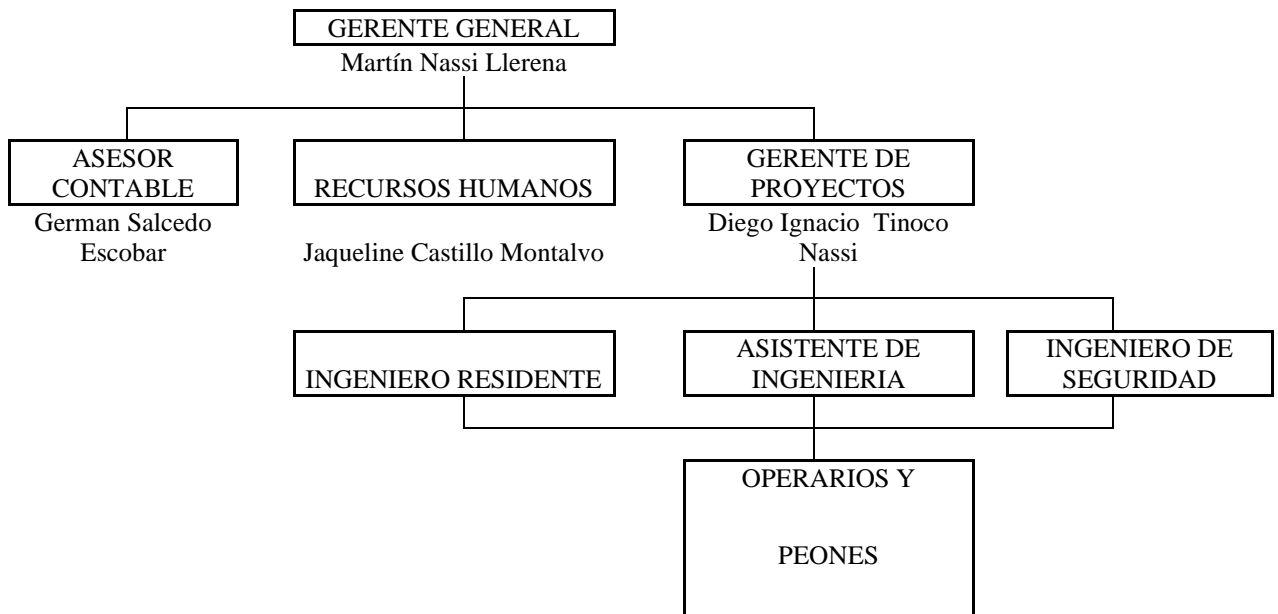 GERENTE GENERAL
Martín Nassi Llerena
ASESOR
CONTABLE
German Salcedo
Escobar
RECURSOS HUMANOS
Jaqueline Castillo Montalvo
GERENTE DE
PROYECTOS
Diego Ignacio Tinoco
Nassi
INGENIERO RESIDENTE
ASISTENTE DE
INGENIERIA
INGENIERO DE
SEGURIDAD
OPERARIOS Y
PEONES